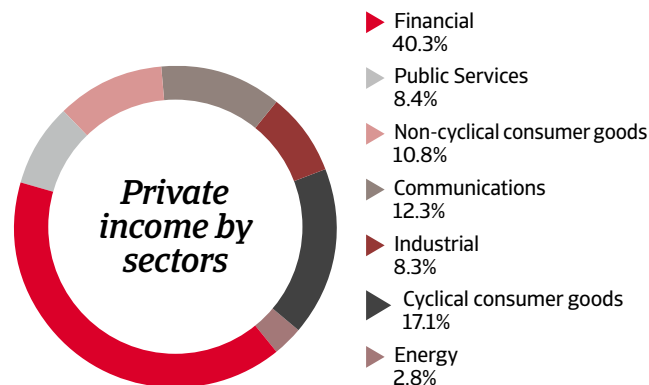 Private
income by
sectors
Financial
40.3%
Public Services
8.4%
Non-cyclical consumer goods
10.8%
Communications
12.3%
Industrial
8.3%
Cyclical consumer goods
17.1%
Energy
2.8%